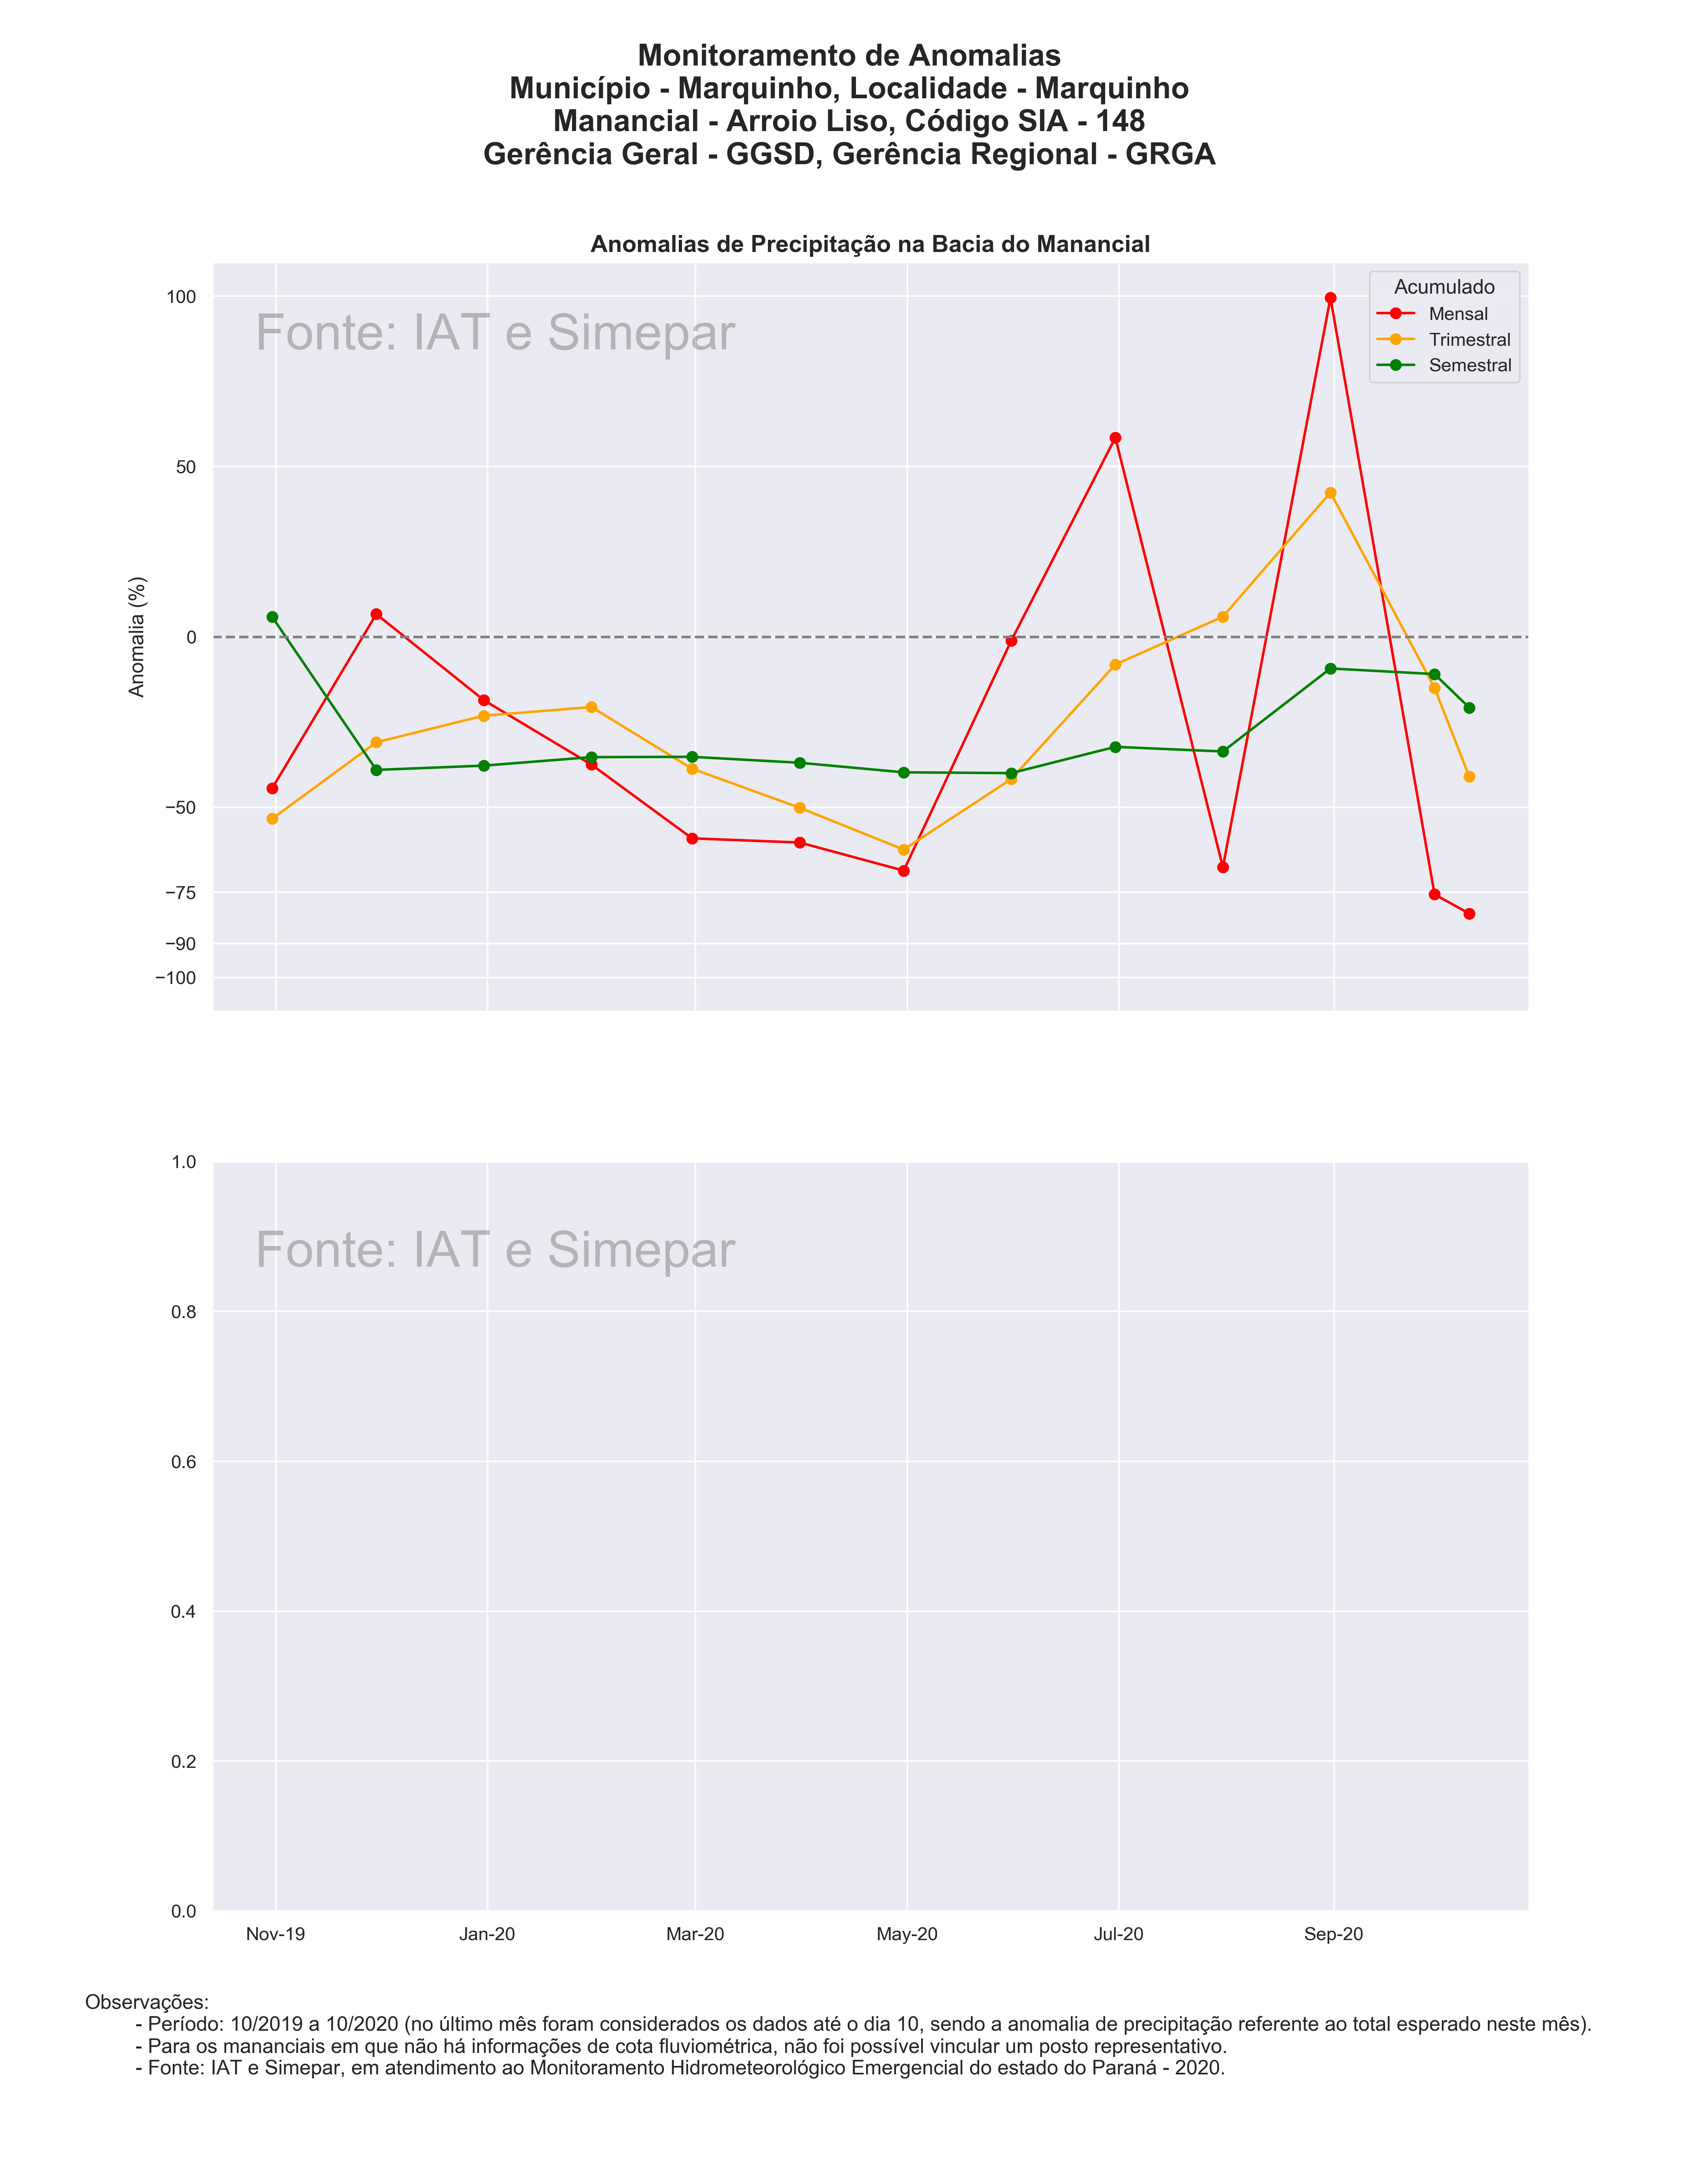 Monitoramento de Anomalias
Município - Marquinho, Localidade - Marquinho
Manancial - Arroio Liso, Código SIA - 148
Gerência Geral - GGSD, Gerência Regional - GRGA
Anomalias de Precipitação na Bacia do Manancial
Fonte: IAT e Simepar
Acumulado
Mensal
Trimestral
Semestral
Anomalia (%)
100
50
0
−50
−75
−90
−100
Fonte: IAT e Simepar
1.0
0.8
0.6
0.4
0.2
0.0
Nov-19 Jan-20 Mar-20 May-20 Jul-20 Sep-20
Observações:
- Período: 10/2019 a 10/2020 (no último mês foram considerados os dados até o dia 10, sendo a anomalia de precipitação referente ao total esperado neste mês).
- Para os mananciais em que não há informações de cota fluviométrica, não foi possível vincular um posto representativo.
- Fonte: IAT e Simepar, em atendimento ao Monitoramento Hidrometeorológico Emergencial do estado do Paraná - 2020.